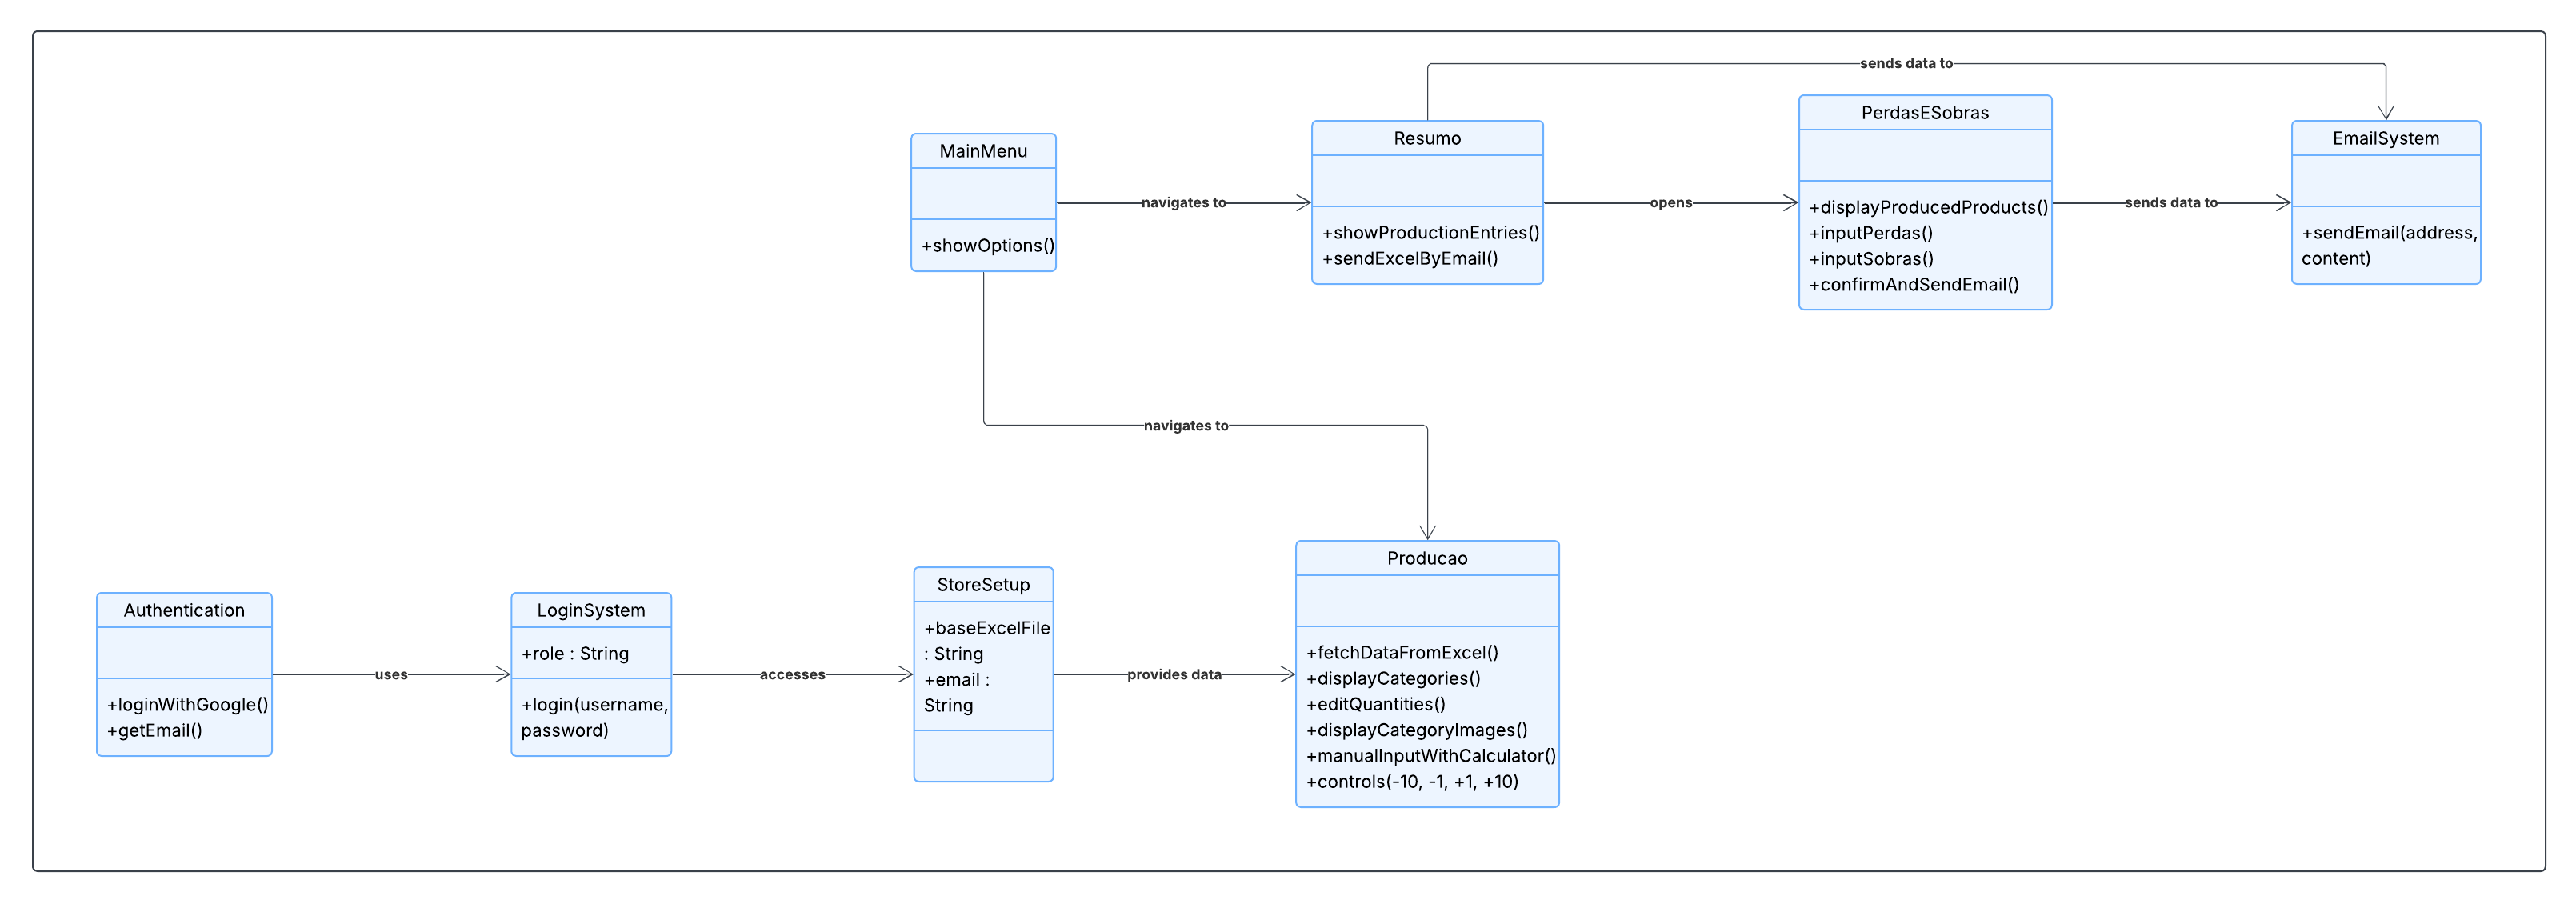 sends data to
MainMenu
+showOptions()
navigates to
Resumo
+showProductionEntries()
+sendExcelByEmail()
opens
PerdasESobras
+displayProducedProducts()
+inputPerdas()
+inputSobras()
+confirmAndSendEmail()
sends data to
EmailSystem
+sendEmail(address,
content)
navigates to
Authentication
+loginWithGoogle()
+getEmail()
uses
LoginSystem
+role : String
+login(username,
password)
accesses
StoreSetup
+baseExcelFile
: String
+email :
String
provides data
Producao
+fetchDataFromExcel()
+displayCategories()
+editQuantities()
+displayCategoryImages()
+manualInputWithCalculator()
+controls(-10, -1, +1, +10)